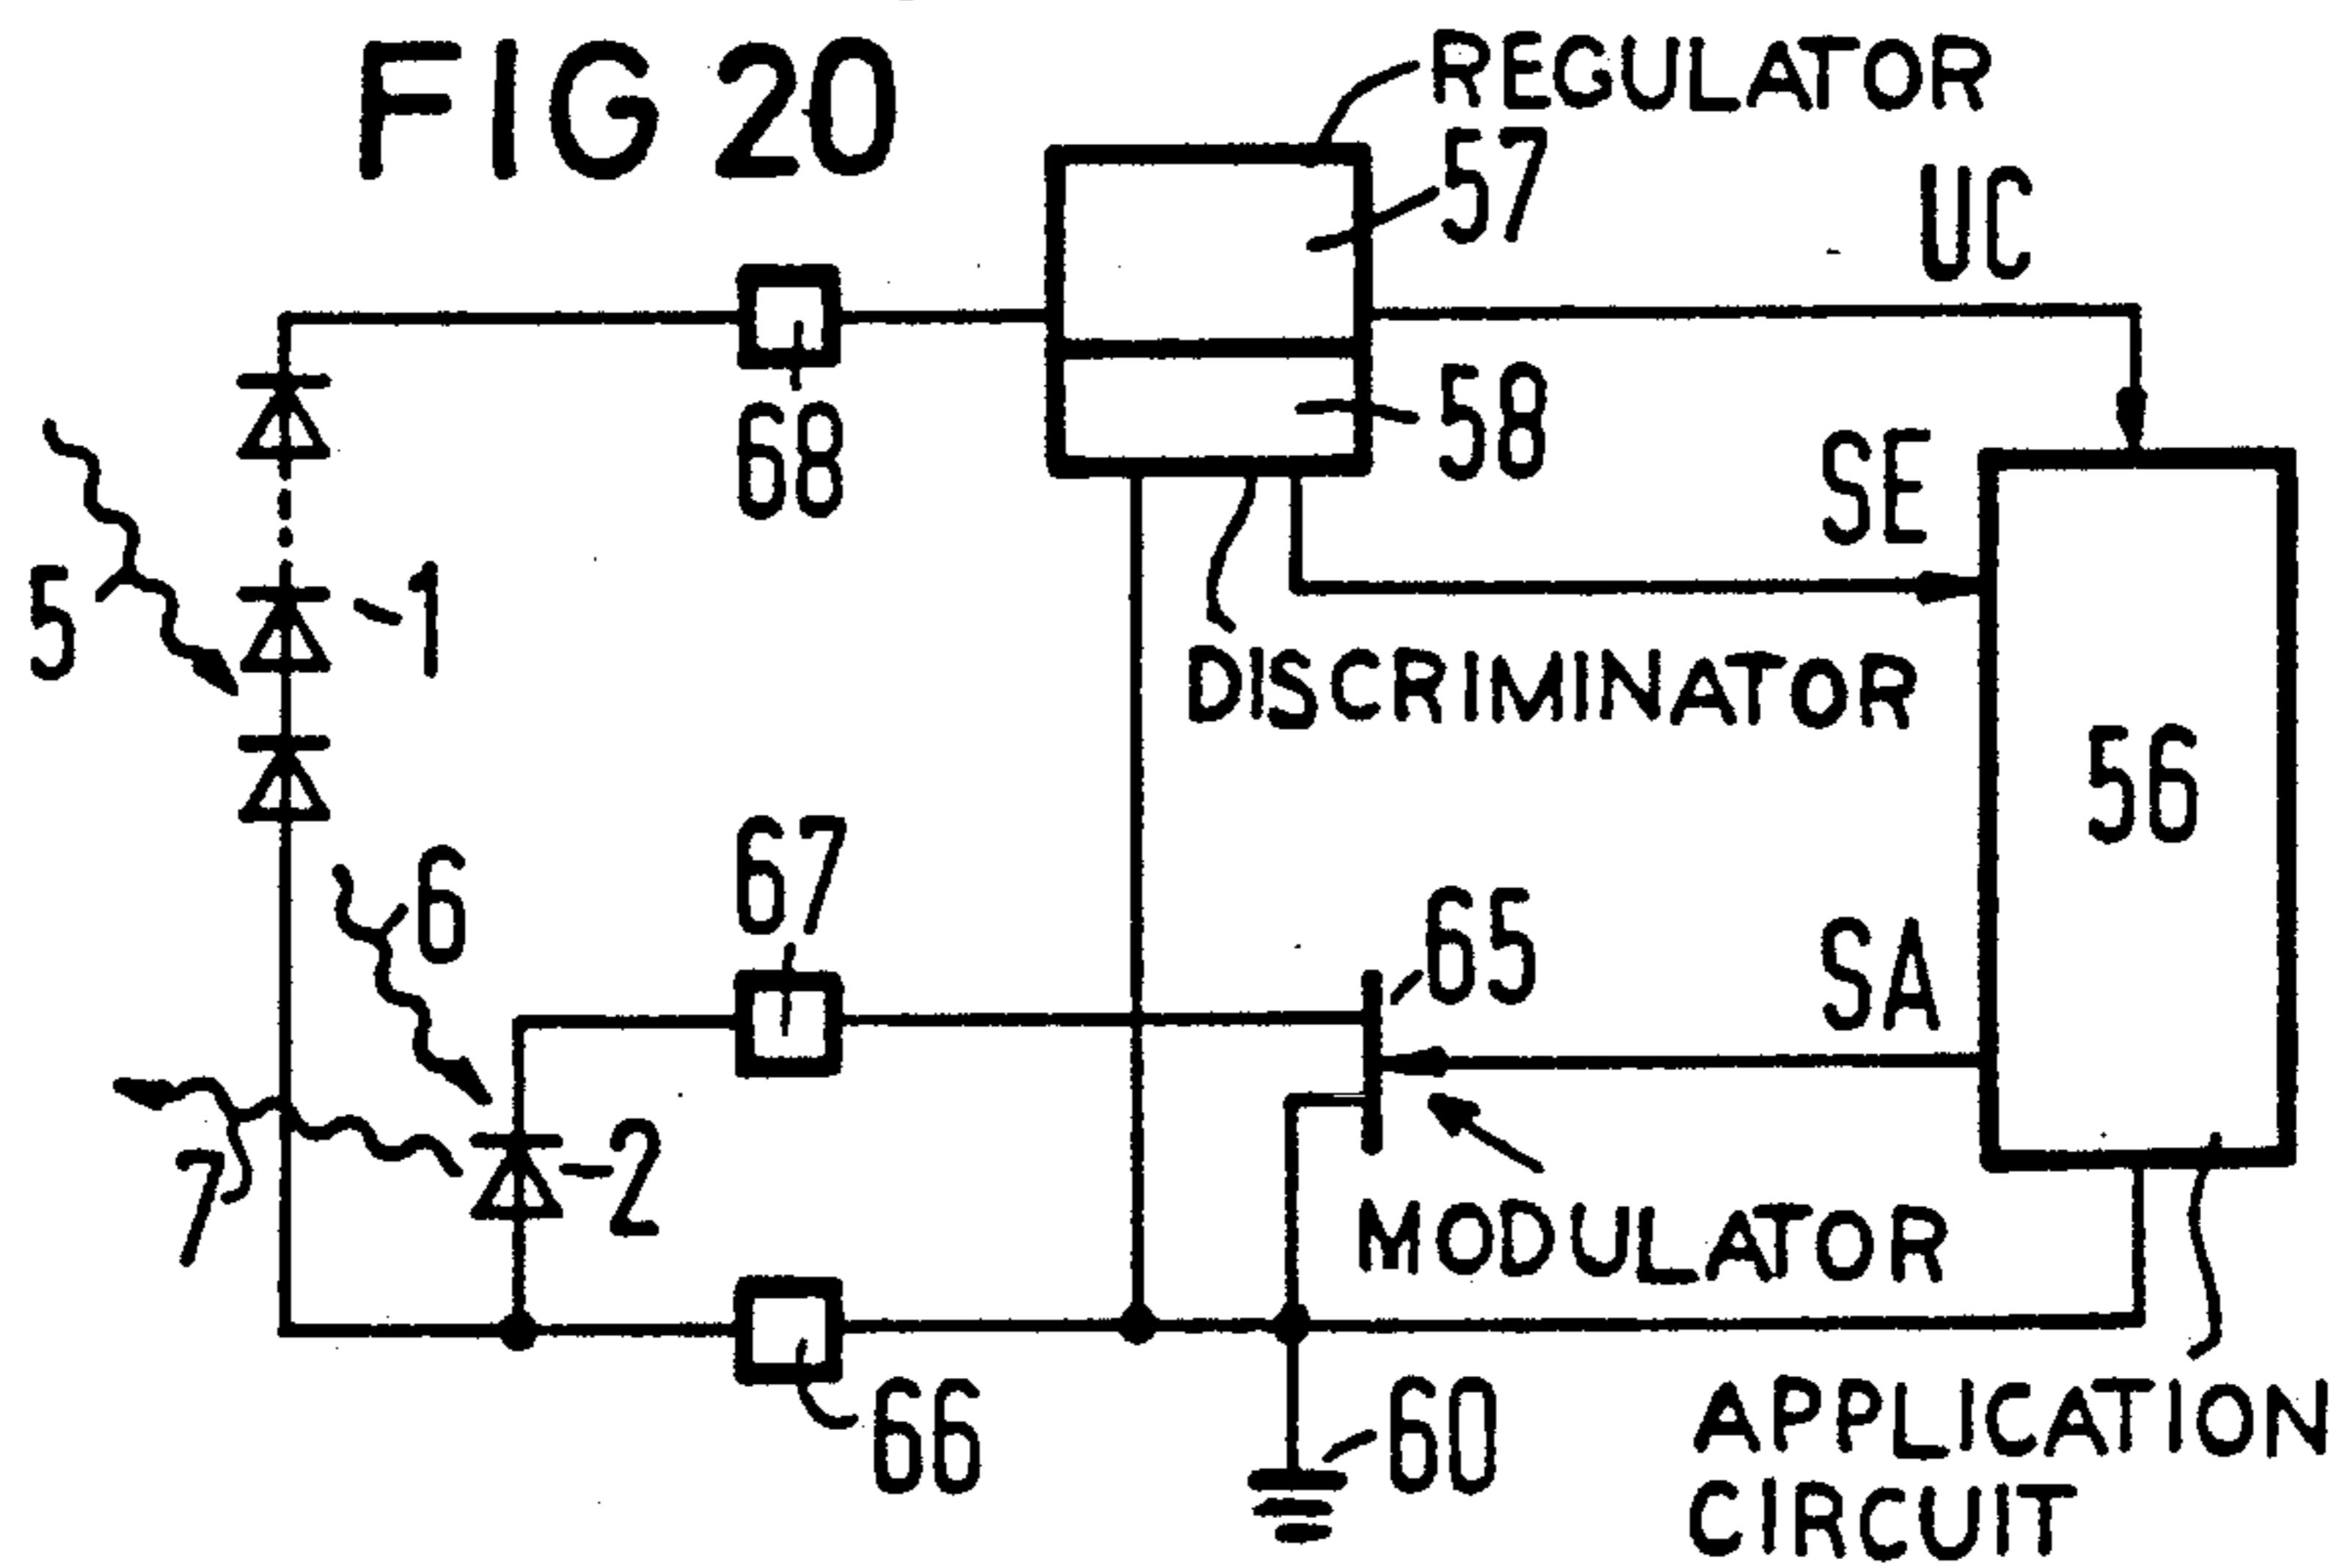 FIG 20
REGULATOR
57
UC
68
58
SE
5
1
DISCRIMINATOR
56
67
6
65
SA
7
2
MODULATOR
66
60
APPLICATION
CIRCUIT